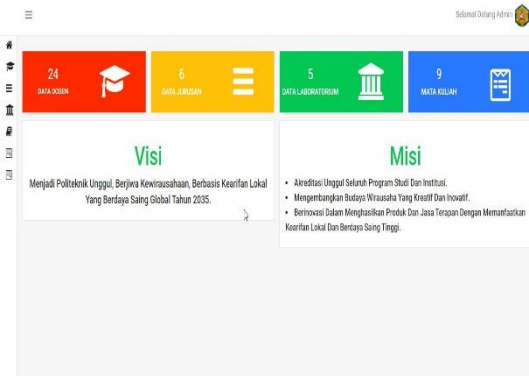 Selamat Datang Admin
24
DATA DOSEN
6
DATA JURUSAN
5
DATA LABORATORIUM
9
MATA KULIAH
Visi
Menjadi Politeknik Unggul, Berjiwa Kewirausahaan, Berbasis Kearifan Lokal
Yang Berdaya Saing Global Tahun 2035.
Misi
• Akreditasi Unggul Seluruh Program Studi Dan Institusi.
• Mengembangkan Budaya Wirausaha Yang Kreatif Dan Inovatif.
• Berinovasi Dalam Menghasilkan Produk Dan Jasa Terapan Dengan Memanfaatkan
Kearifan Lokal Dan Berdaya Saing Tinggi.